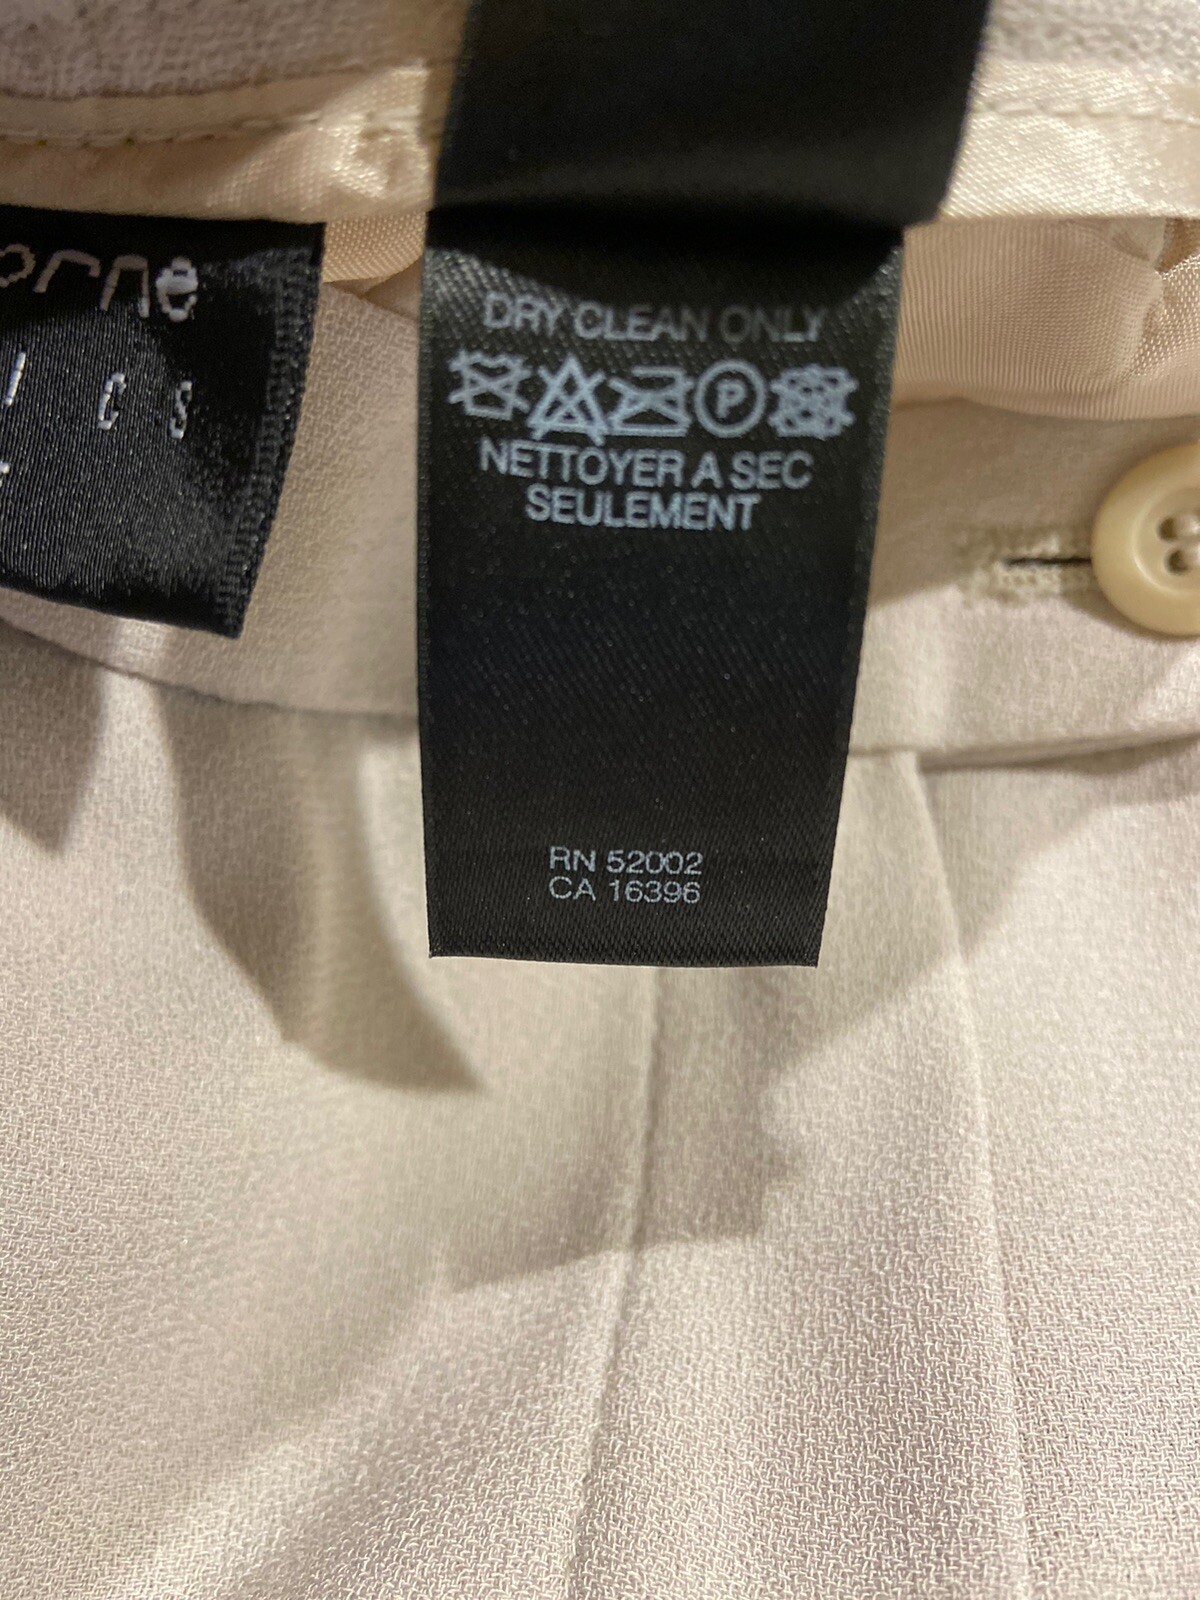 DRY CLEAN ONLY
P
NETTOYER A SEC
SEULEMENT
RN 52002
CA 16396